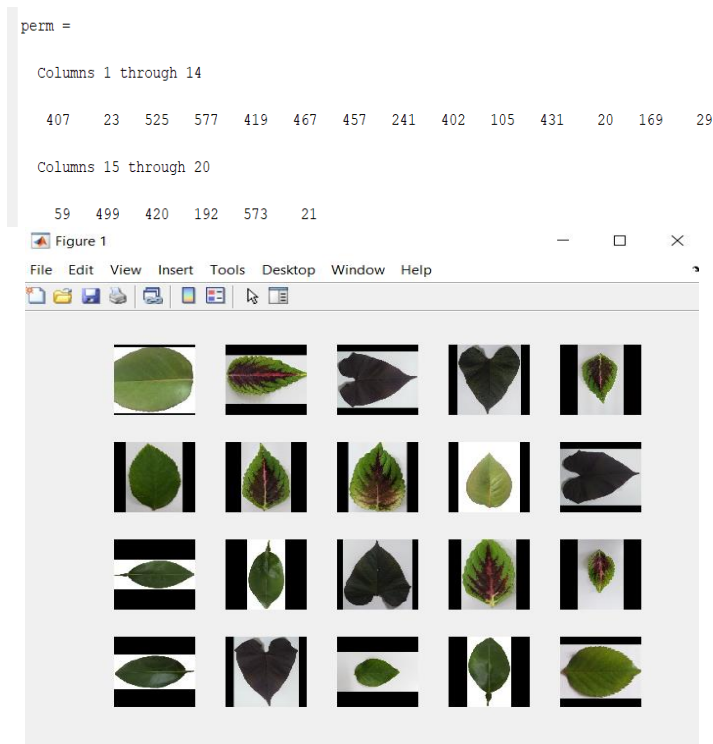 perm =
Columns 1 through 14
407 23 525 577 419 467 457 241 402 105 431 20 169 29
Columns 15 through 20
59 499 420 192 573 21
Figure 1
File Edit View Insert Tools Desktop Window Help